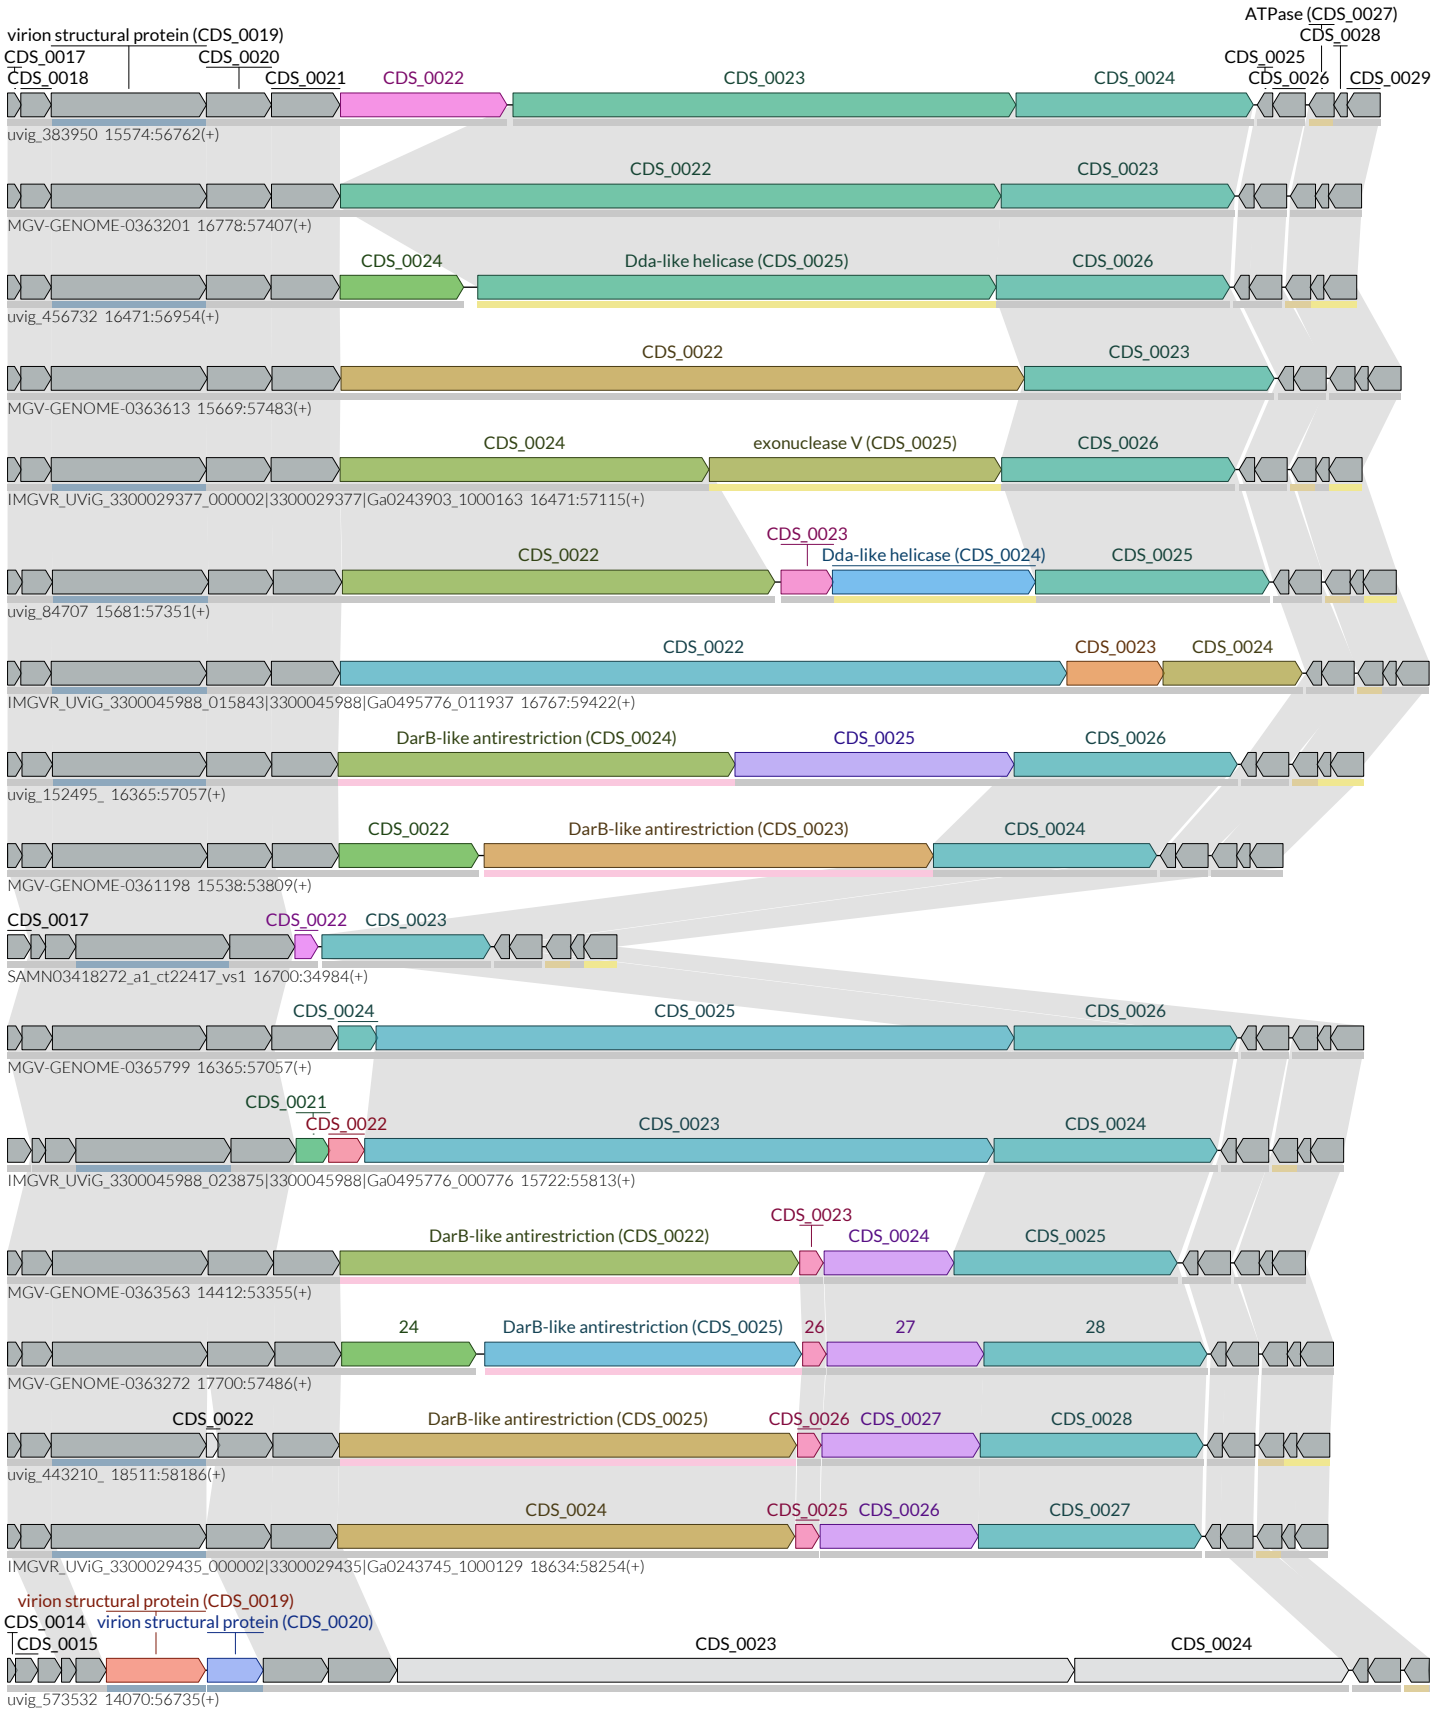 ATPase (CDS_0027)
virion structural protein (CDS_0019)
CDS_0028
CDS_0017
CDS_0020
CDS_0025
CDS_0018
CDS_0021
CDS_0022
CDS_0023
CDS_0024
CDS_0026
CDS_0029
uvig_383950 15574:56762(+)
CDS_0022
CDS_0023
MGV-GENOME-0363201 16778:57407(+)
CDS_0024
Dda-like helicase (CDS_0025)
CDS_0026
uvig_456732 16471:56954(+)
CDS_0022
CDS_0023
MGV-GENOME-0363613 15669:57483(+)
CDS_0024
exonuclease V (CDS_0025)
CDS_0026
IMGVR_UViG_3300029377_000002|3300029377|Ga0243903_1000163 16471:57115(+)
CDS_0023
CDS_0022
Dda-like helicase (CDS_0024)
CDS_0025
uvig_84707 15681:57351(+)
CDS_0022
CDS_0023
CDS_0024
IMGVR_UViG_3300045988_015843|3300045988|Ga0495776_011937 16767:59422(+)
DarB-like antirestriction (CDS_0024)
CDS_0025
CDS_0026
uvig_152495_ 16365:57057(+)
CDS_0022
DarB-like antirestriction (CDS_0023)
CDS_0024
MGV-GENOME-0361198 15538:53809(+)
CDS_0017
CDS_0022
CDS_0023
SAMN03418272_a1_ct22417_vs1 16700:34984(+)
CDS_0024
CDS_0025
CDS_0026
MGV-GENOME-0365799 16365:57057(+)
CDS_0021
CDS_0022
CDS_0023
CDS_0024
IMGVR_UViG_3300045988_023875|3300045988|Ga0495776_000776 15722:55813(+)
CDS_0023
DarB-like antirestriction (CDS_0022)
CDS_0024
CDS_0025
MGV-GENOME-0363563 14412:53355(+)
24
DarB-like antirestriction (CDS_0025)
26
27
28
MGV-GENOME-0363272 17700:57486(+)
CDS_0022
DarB-like antirestriction (CDS_0025)
CDS_0026
CDS_0027
CDS_0028
uvig_443210_ 18511:58186(+)
CDS_0024
CDS_0025
CDS_0026
CDS_0027
IMGVR_UViG_3300029435_000002|3300029435|Ga0243745_1000129 18634:58254(+)
virion structural protein (CDS_0019)
CDS_0014
virion structural protein (CDS_0020)
CDS_0015
CDS_0023
CDS_0024
uvig_573532 14070:56735(+)